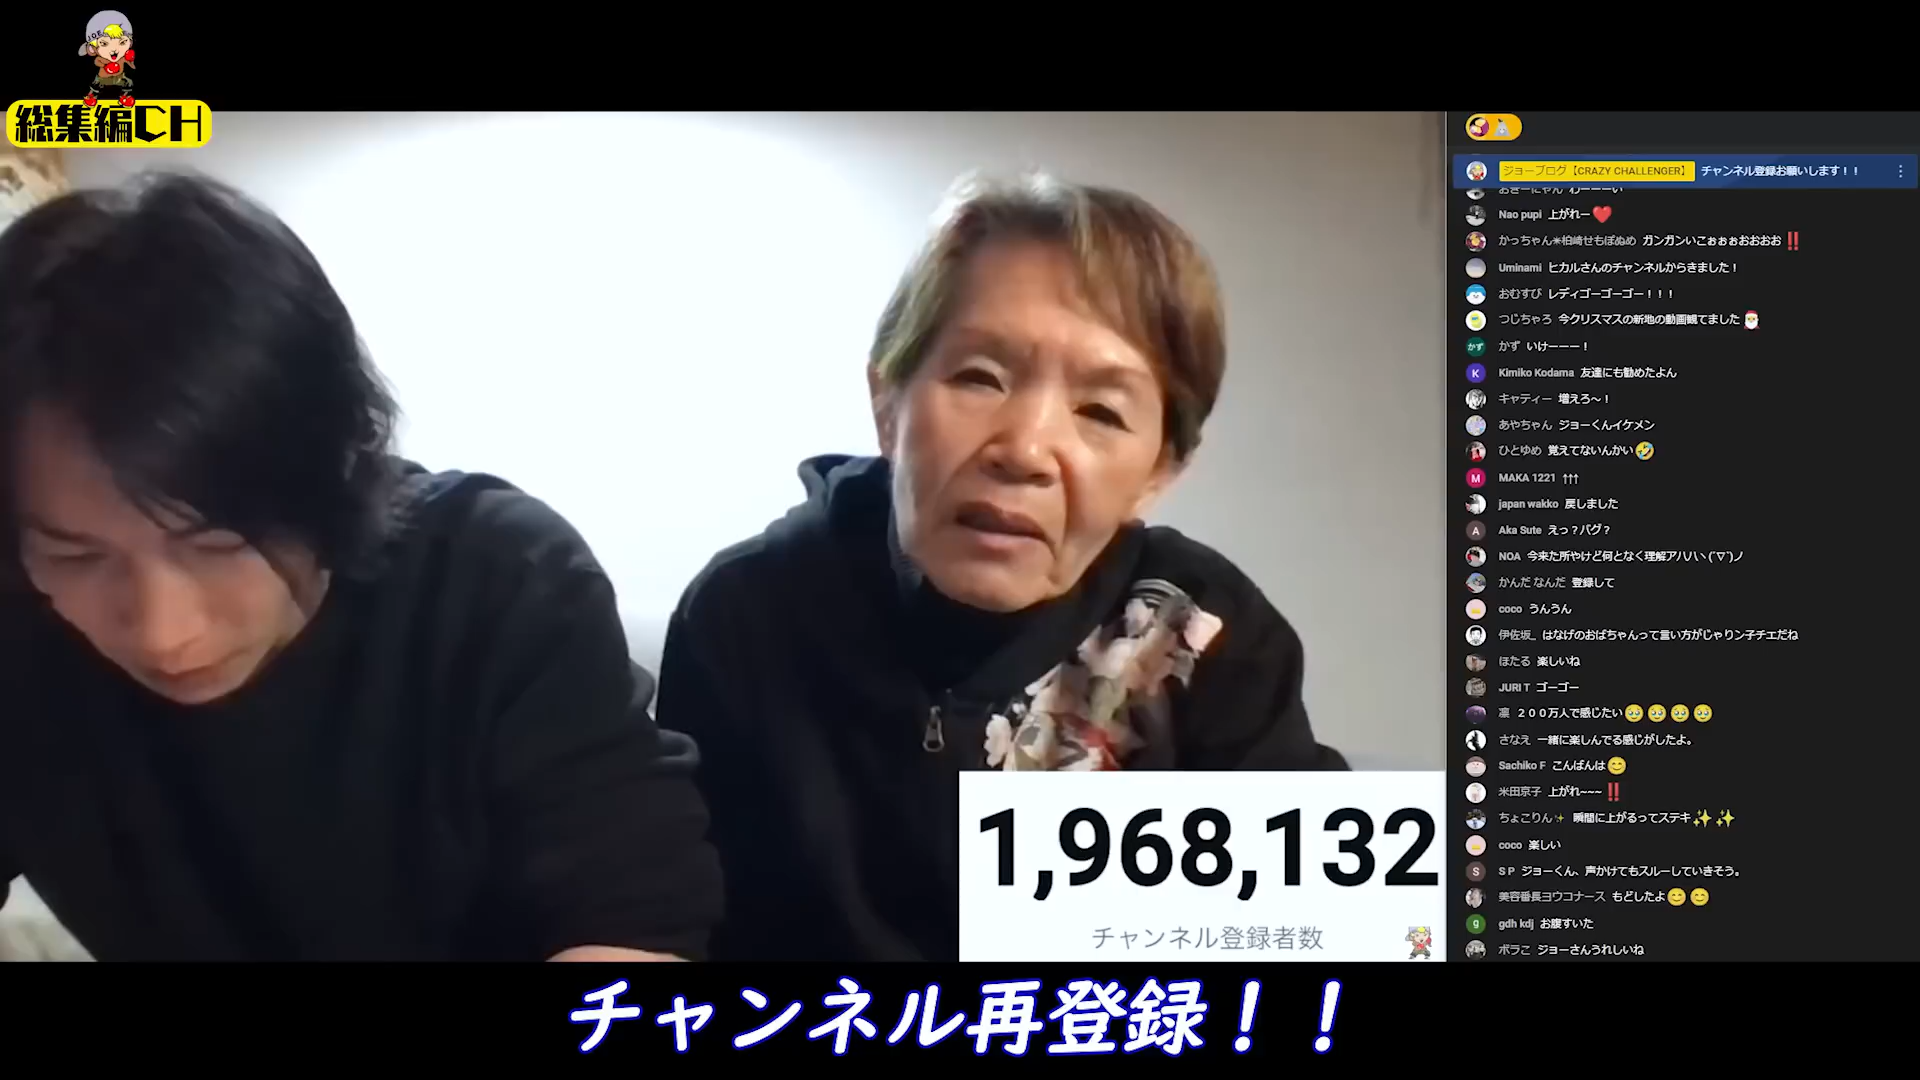 総集編CH
ジョーブログ【CRAZY CHALLENGER】 チャンネル登録お願いします！！
おきーにゃん わーーーい
Nao pupi 上がれー❤️
かっちゃん✳柏崎せもぽぬめ ガンガンいこぉぉぉおおおお‼️
Uminami ヒカルさんのチャンネルからきました！
おむすび レディゴーゴーゴー！！！
つじちゃろ 今クリスマスの新地の動画観てました🎅
かず かず いけーーー！
K Kimiko Kodama 友達にも勧めたよん
キャティー 増えろ～！
あやちゃん ジョーくんイケメン
ひとゆめ 覚えてないんかい🤣
M MAKA 1221 ↑↑↑
japan wakko 戻しました
A Aka Sute えっ？バグ？
NOA 今来た所やけど何となく理解アハハヽ(´∇`)ノ
かんだ なんだ 登録して
coco うんうん
伊佐坂_ はなげのおばちゃんって言い方がじゃりン子チエだね
ほたる 楽しいね
JURI T ゴーゴー
凛 ２００万人で感じたい🥹🥹🥹🥹
さなえ 一緒に楽しんでる感じがしたよ。
Sachiko F こんばんは😊
米田京子 上がれ~~~‼️
ちょこりん✨ 瞬間に上がるってステキ✨✨
coco 楽しい
S S P ジョーくん、声かけてもスルーしていきそう。
美容番長ヨウコナース もどしたよ😊😊
g gdh kdj お腹すいた
ボラこ ジョーさんうれしいね
1,968,132
チャンネル登録者数
チャンネル再登録！！